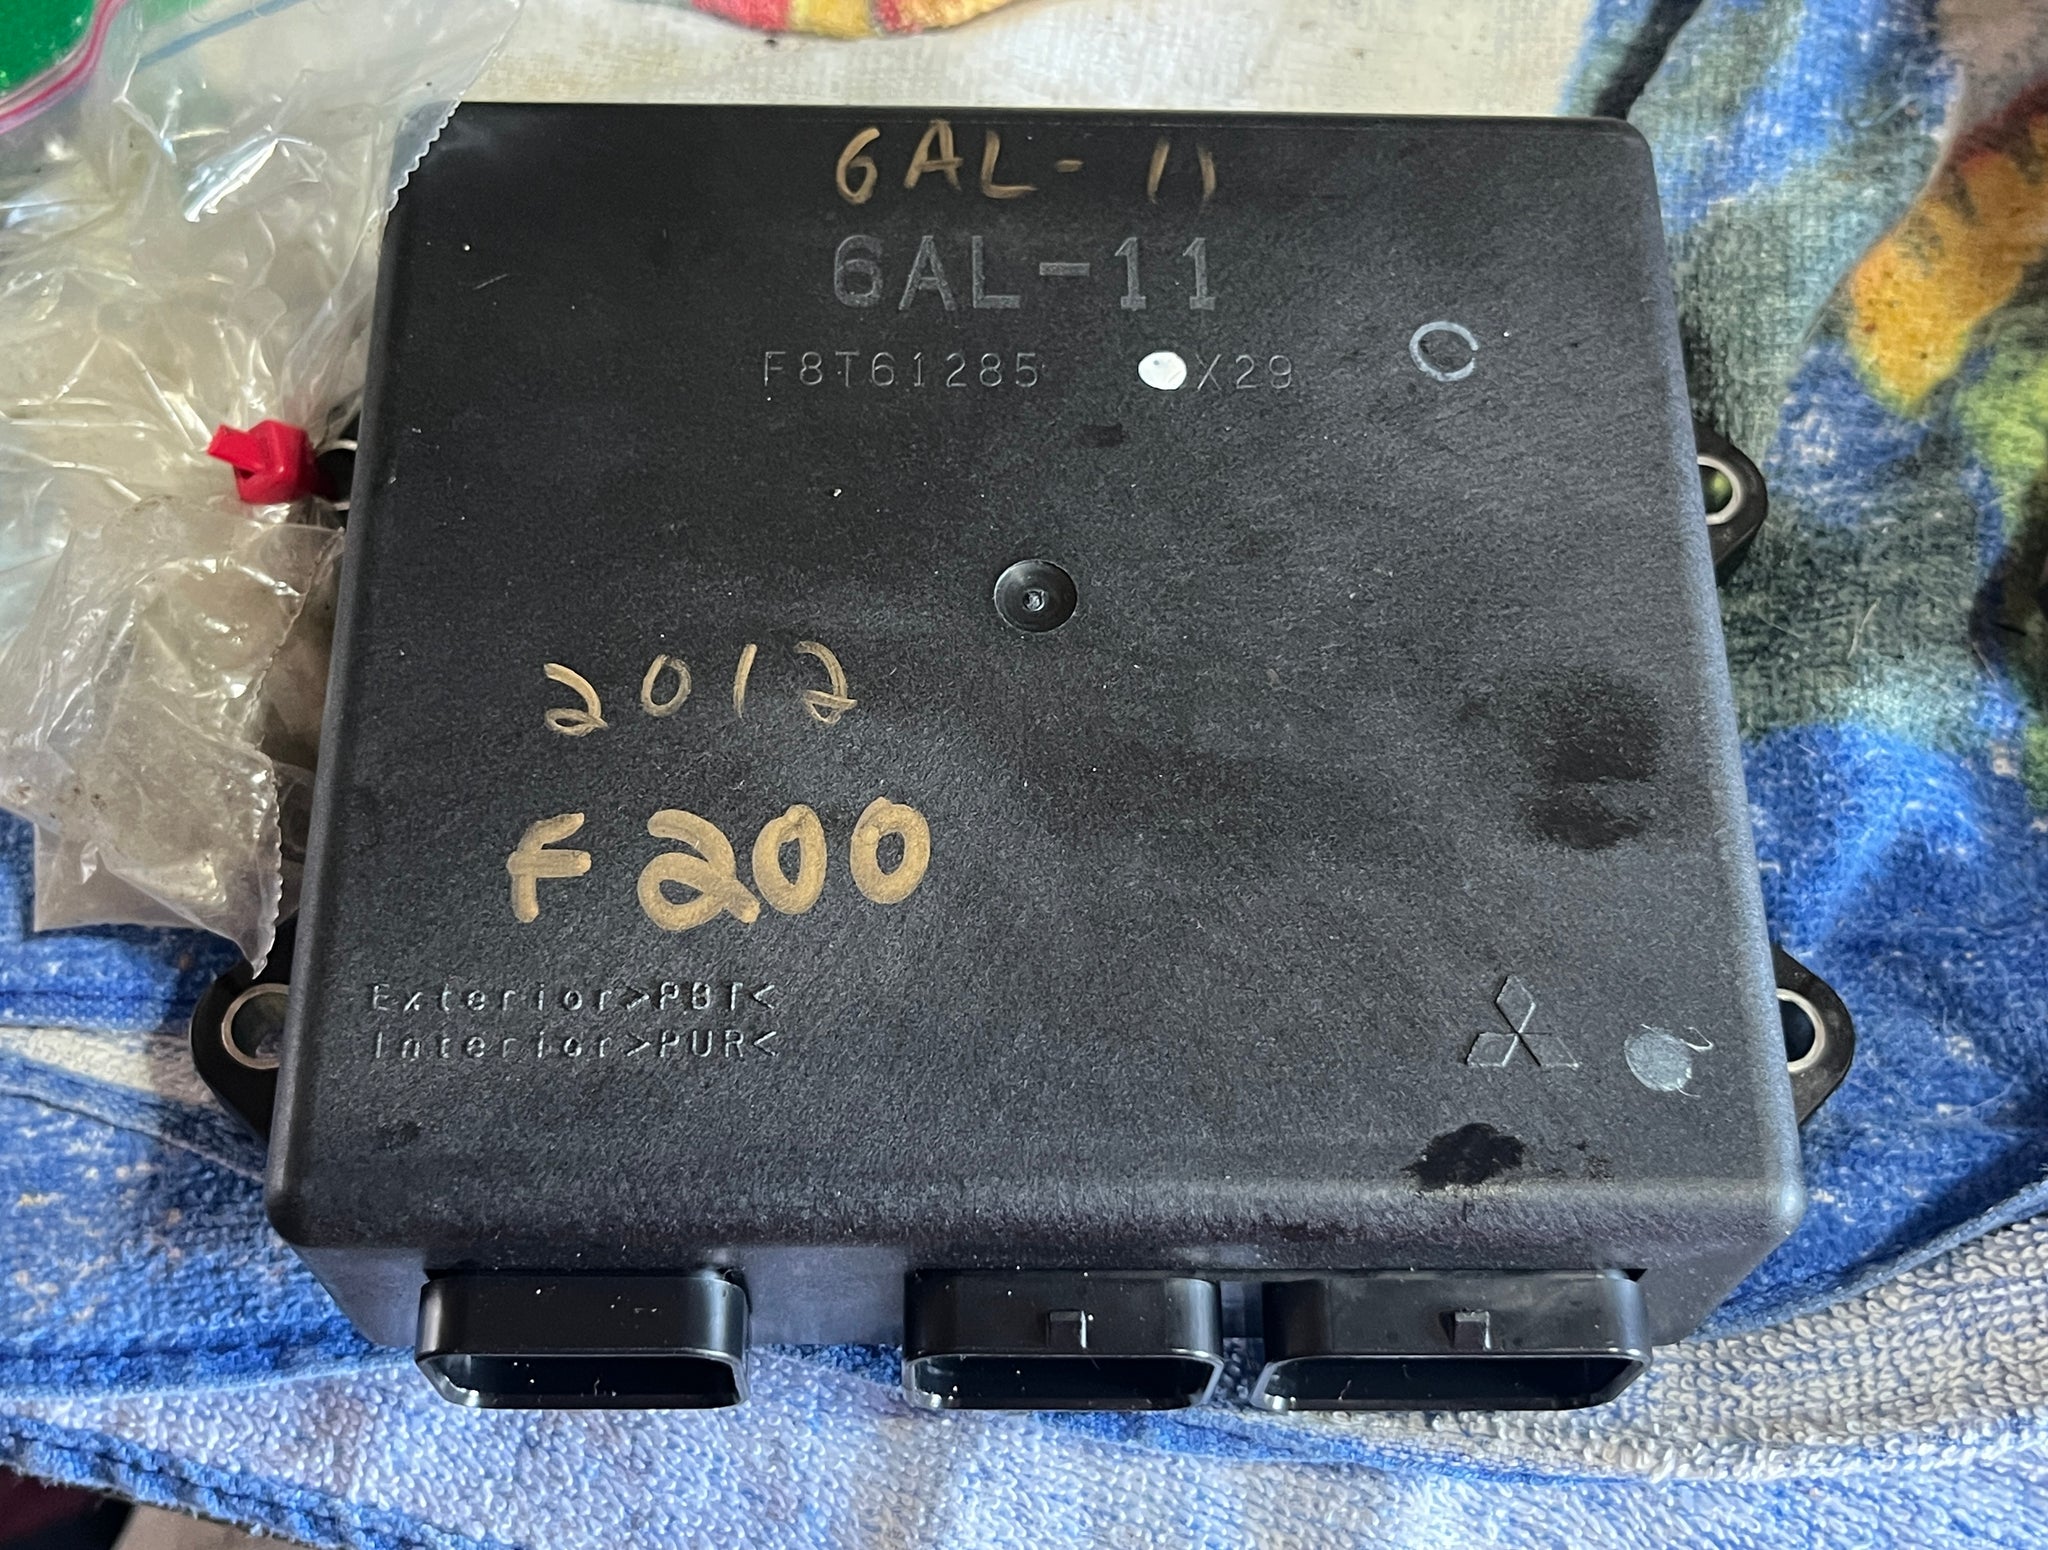 6AL-11
6AL-11
F8T61285 X29
2012
F200
Exterior>PBT<
Interior>PUR<